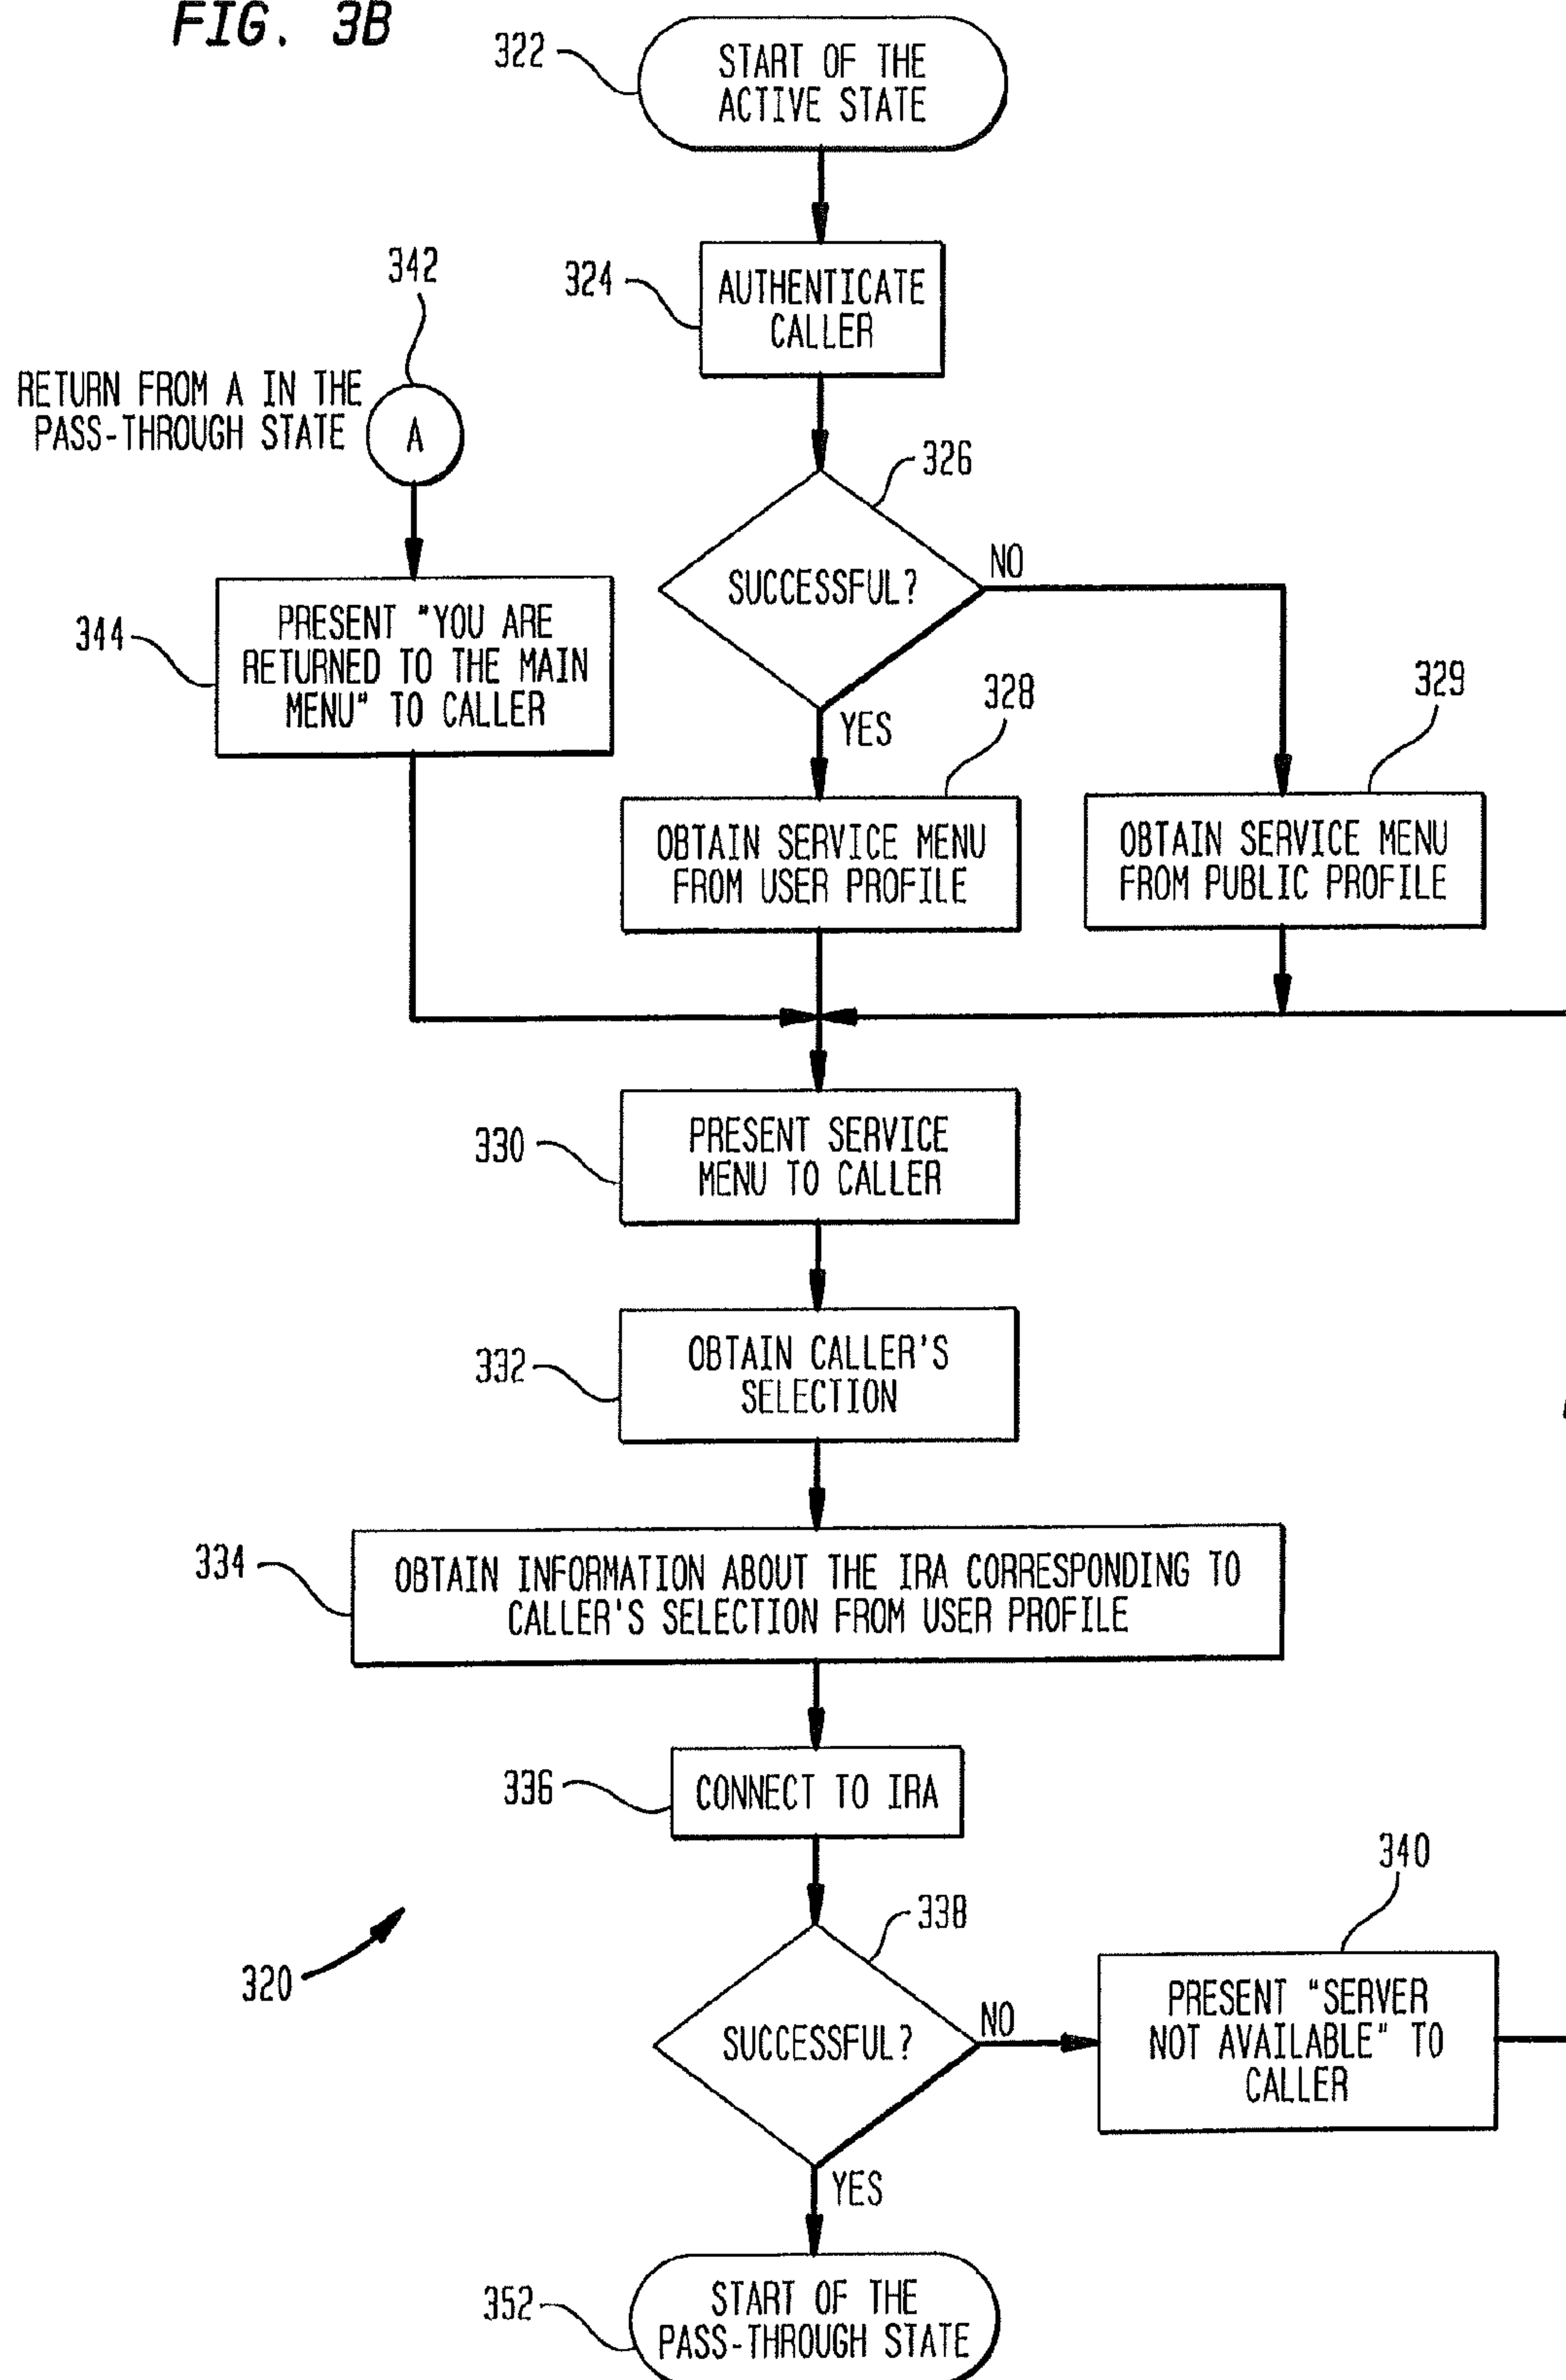 FIG. 3B
322
START OF THE
ACTIVE STATE
324
AUTHENTICATE
CALLER
342
RETURN FROM A IN THE
PASS-THROUGH STATE
A
326
SUCCESSFUL?
NO
344
PRESENT "YOU ARE
RETURNED TO THE MAIN
MENU" TO CALLER
YES
328
329
OBTAIN SERVICE MENU
FROM USER PROFILE
OBTAIN SERVICE MENU
FROM PUBLIC PROFILE
330
PRESENT SERVICE
MENU TO CALLER
332
OBTAIN CALLER'S
SELECTION
334
OBTAIN INFORMATION ABOUT THE IRA CORRESPONDING TO
CALLER'S SELECTION FROM USER PROFILE
336
CONNECT TO IRA
338
SUCCESSFUL?
NO
340
PRESENT "SERVER
NOT AVAILABLE" TO
CALLER
320
YES
352
START OF THE
PASS-THROUGH STATE